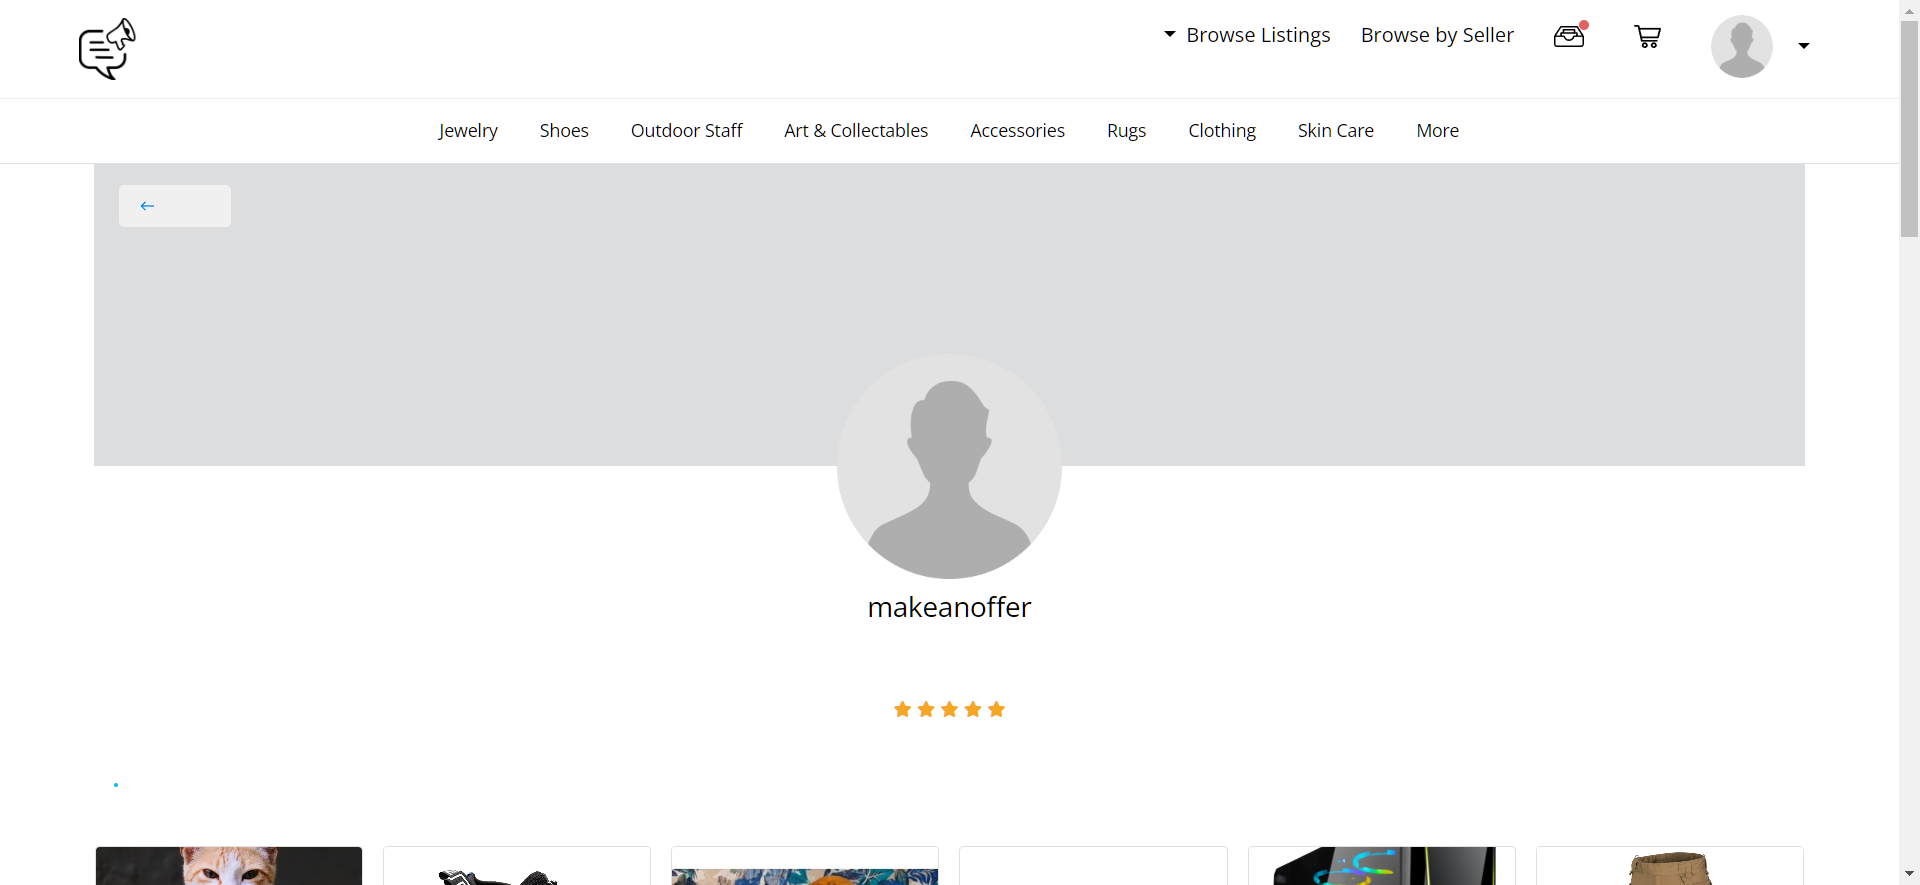 Browse Listings Browse by Seller
Jewelry Shoes Outdoor Staff Art & Collectables Accessories Rugs Clothing Skin Care More
makeanoffer